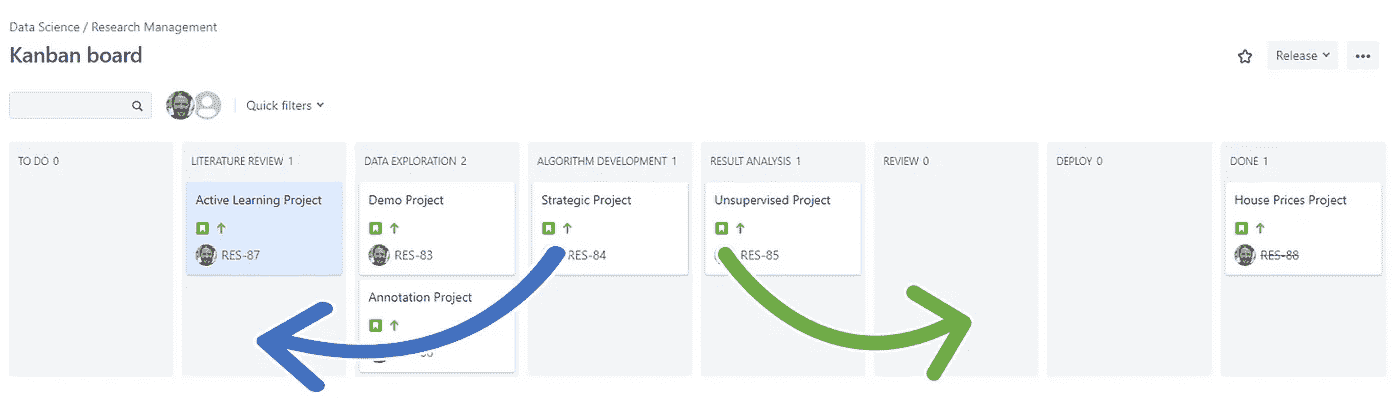 Data Science / Research Management
Kanban board
Release
Quick filters
TO DO 0
LITERATURE REVIEW 1
DATA EXPLORATION 2
ALGORITHM DEVELOPMENT 1
RESULT ANALYSIS 1
REVIEW 0
DEPLOY 0
DONE 1
Active Learning Project
RES-87
Demo Project
RES-83
Annotation Project
Strategic Project
RES-84
Unsupervised Project
RES-85
House Prices Project
RES-88